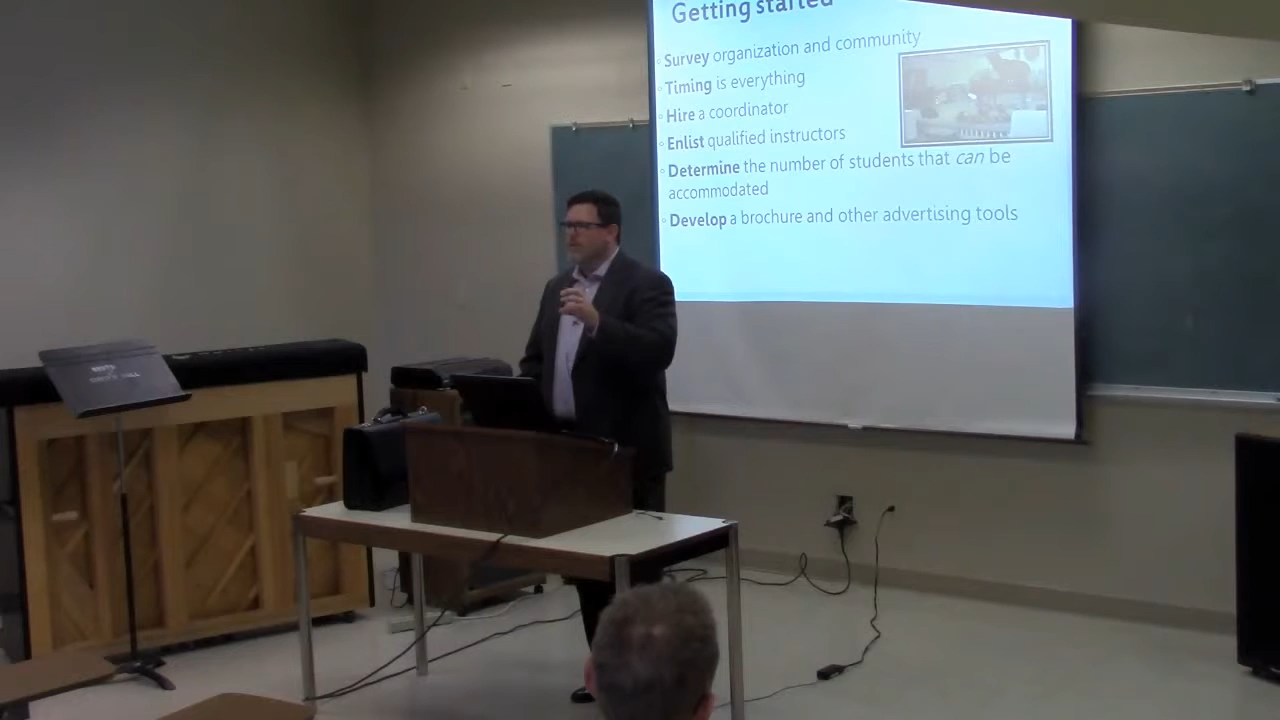 Getting started
Survey organization and community
Timing is everything
Hire a coordinator
Enlist qualified instructors
Determine the number of students that can be
accommodated
Develop a brochure and other advertising tools